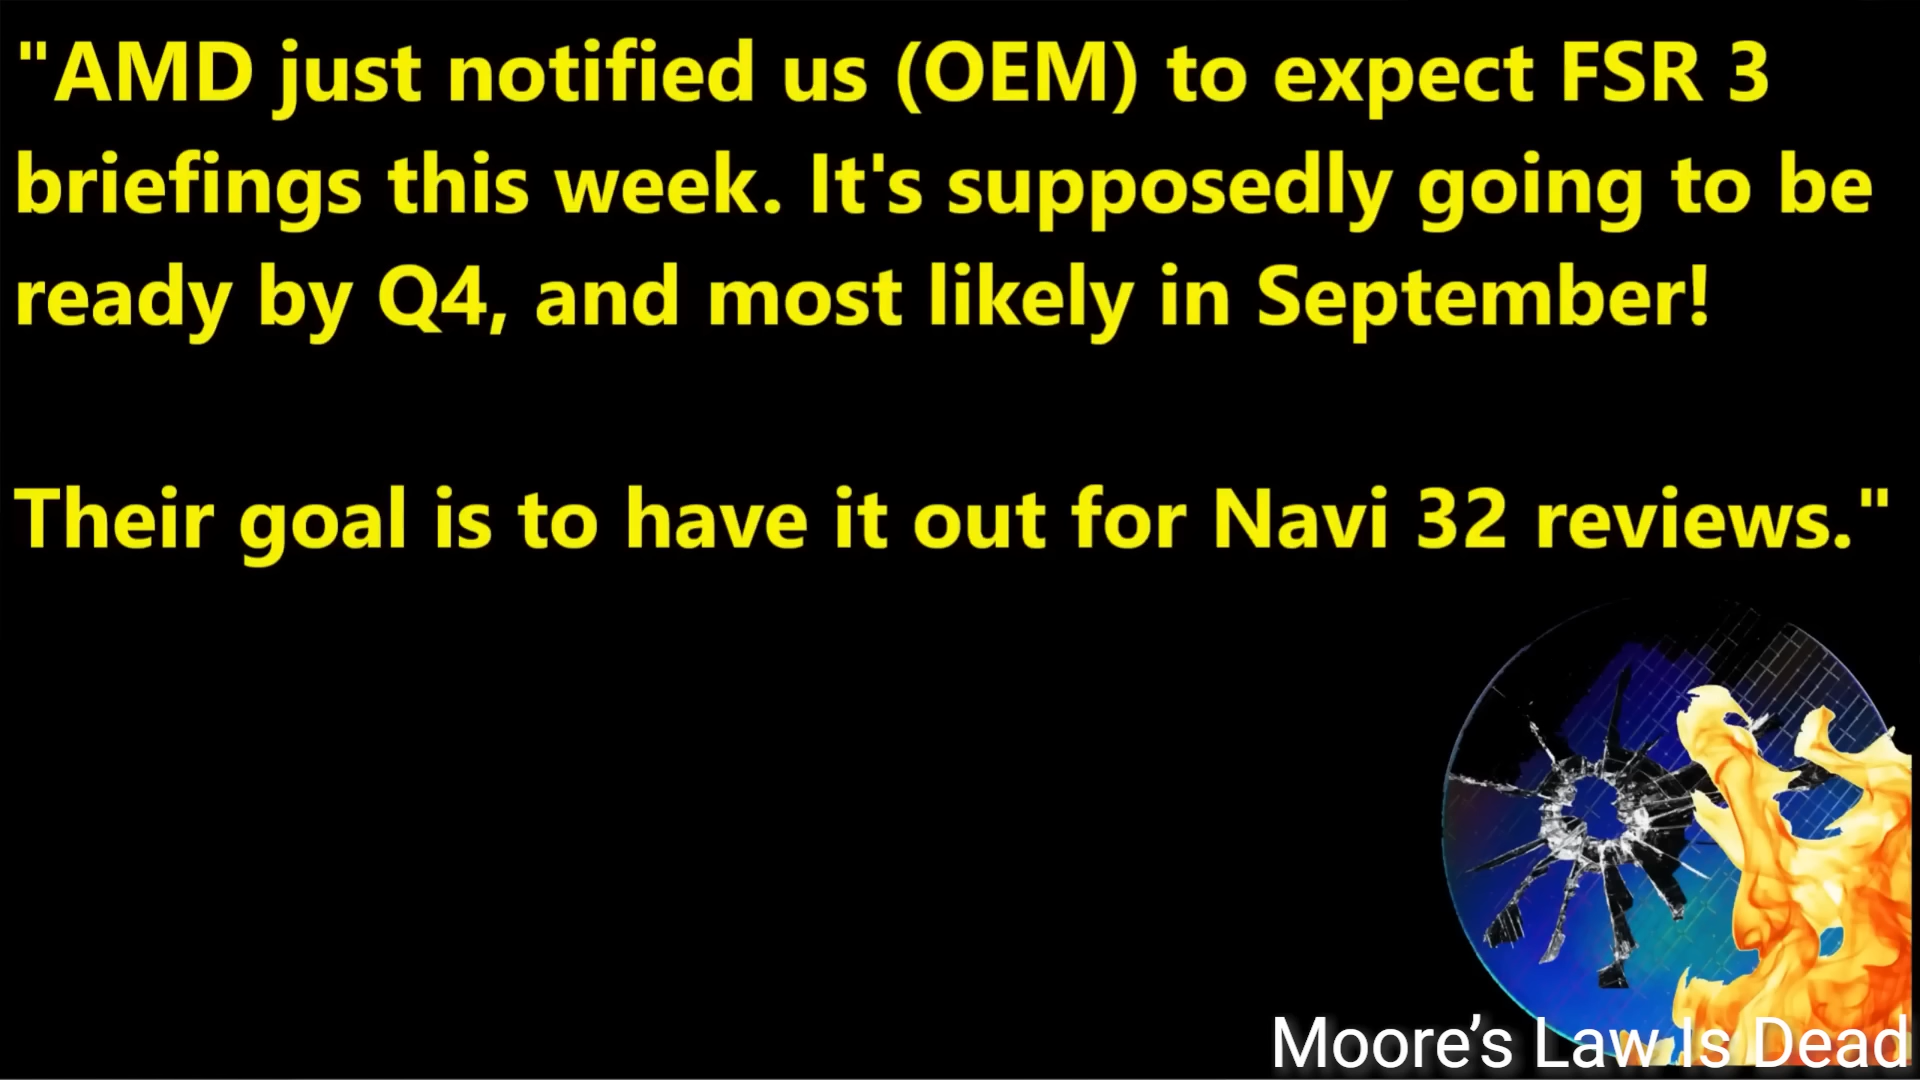 "AMD just notified us (OEM) to expect FSR 3
briefings this week. It's supposedly going to be
ready by Q4, and most likely in September!
Their goal is to have it out for Navi 32 reviews."
Moore’s Law Is Dead